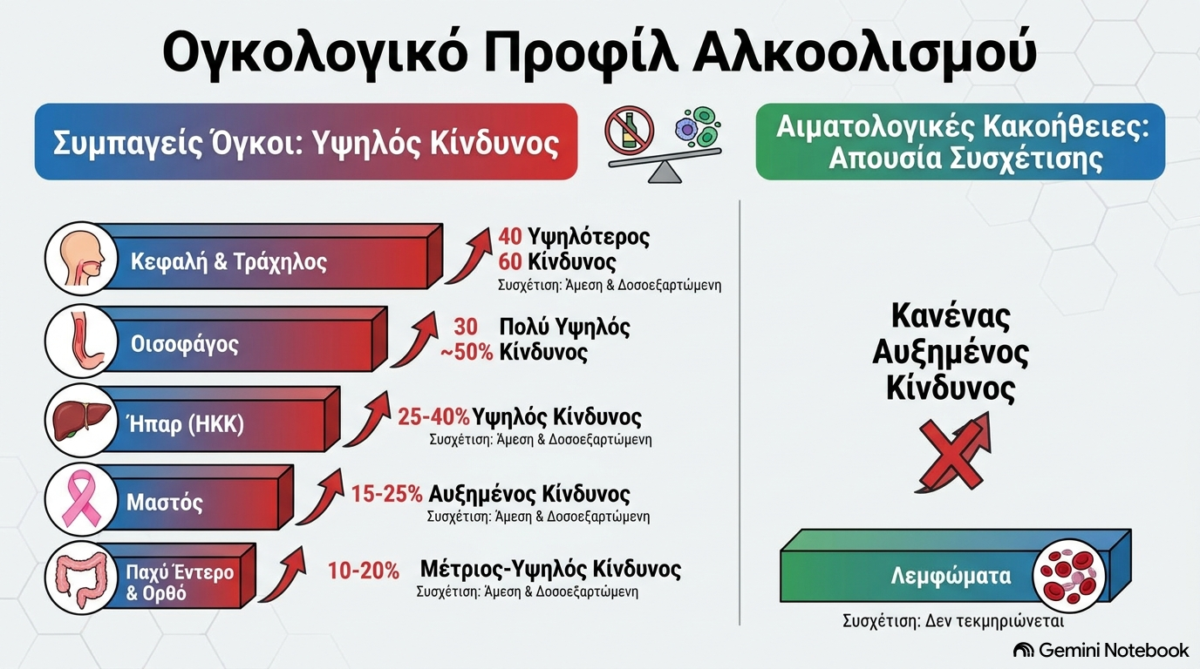 Ογκολογικό Προφίλ Αλκοολισμού
Συμπαγείς Όγκοι: Υψηλός Κίνδυνος
Κεφαλή & Τράχηλος
40 Υψηλότερος
60 Κίνδυνος
Συσχέτιση: Άμεση & Δοσοεξαρτώμενη
Οισοφάγος
30 Πολύ Υψηλός
~50% Κίνδυνος
Ήπαρ (ΗΚΚ)
25-40% Υψηλός Κίνδυνος
Συσχέτιση: Άμεση & Δοσοεξαρτώμενη
Μαστός
15-25% Αυξημένος Κίνδυνος
Συσχέτιση: Άμεση & Δοσοεξαρτώμενη
Παχύ Έντερο
& Ορθό
10-20% Μέτριος-Υψηλός Κίνδυνος
Συσχέτιση: Άμεση & Δοσοεξαρτώμενη
Αιματολογικές Κακοήθειες:
Απουσία Συσχέτισης
Κανένας
Αυξημένος
Κίνδυνος
Λεμφώματα
Συσχέτιση: Δεν τεκμηριώνεται
Gemini Notebook